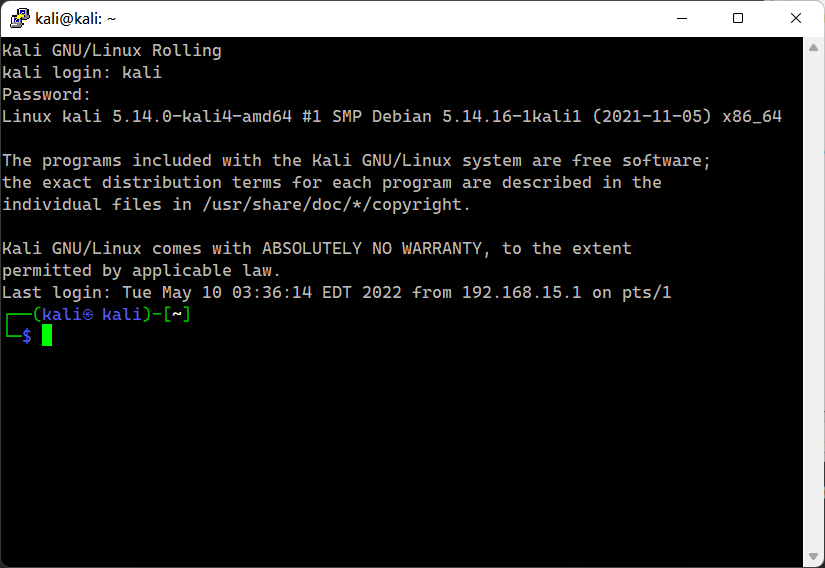 kali@kali: ~
Kali GNU/Linux Rolling
kali login: kali
Password:
Linux kali 5.14.0-kali4-amd64 #1 SMP Debian 5.14.16-1kali1 (2021-11-05) x86_64
The programs included with the Kali GNU/Linux system are free software;
the exact distribution terms for each program are described in the
individual files in /usr/share/doc/*/copyright.
Kali GNU/Linux comes with ABSOLUTELY NO WARRANTY, to the extent
permitted by applicable law.
Last login: Tue May 10 03:36:14 EDT 2022 from 192.168.15.1 on pts/1
┌──(kali㉿ kali)-[~]
└─$